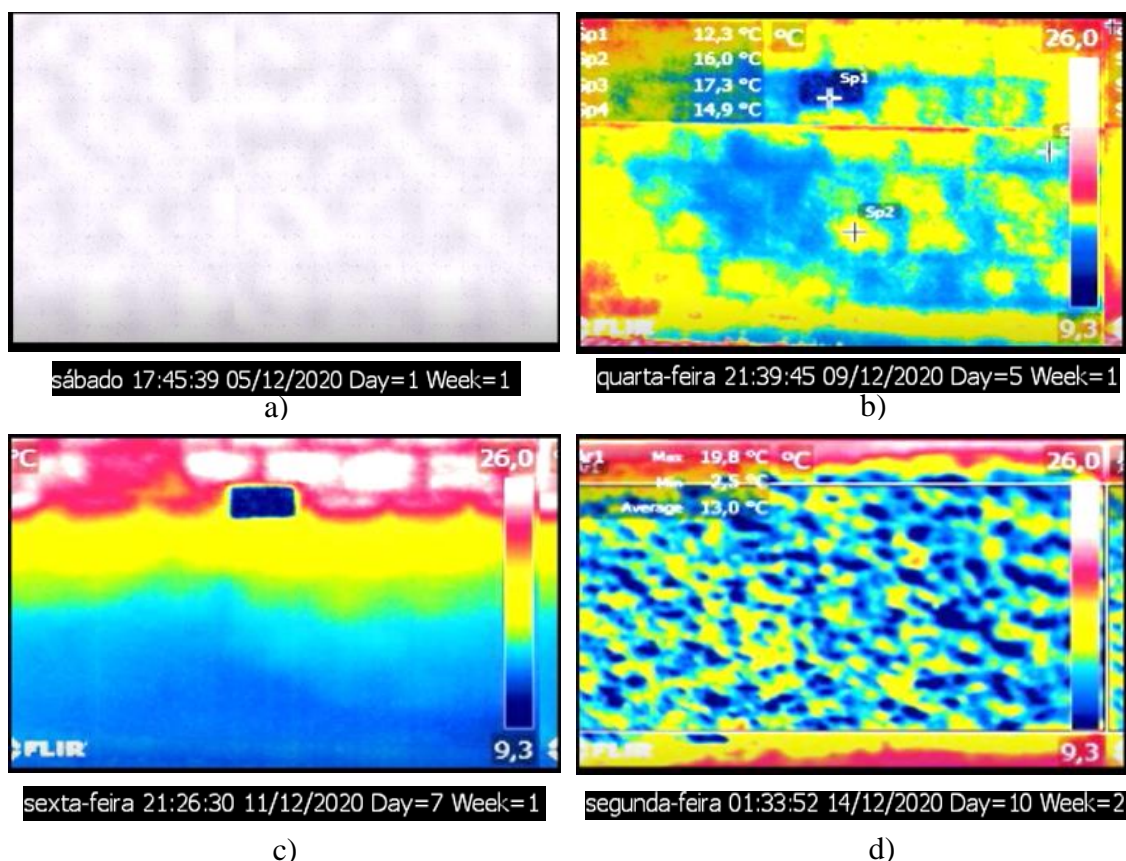 sábado 17:45:39 05/12/2020 Day=1 Week=1
a)
Sp1 12,3 °C °C 26,0
Sp2 16,0 °C
Sp3 17,3 °C
Sp4 14,9 °C
Sp1
Sp2
FLIR 9,3
quarta-feira 21:39:45 09/12/2020 Day=5 Week=1
b)
°C 26,0
FLIR 9,3
sexta-feira 21:26:30 11/12/2020 Day=7 Week=1
c)
Ar1 Max 19,8 °C °C 26,0
Min 2,5 °C
Average 13,0 °C
FLIR 9,3
segunda-feira 01:33:52 14/12/2020 Day=10 Week=2
d)